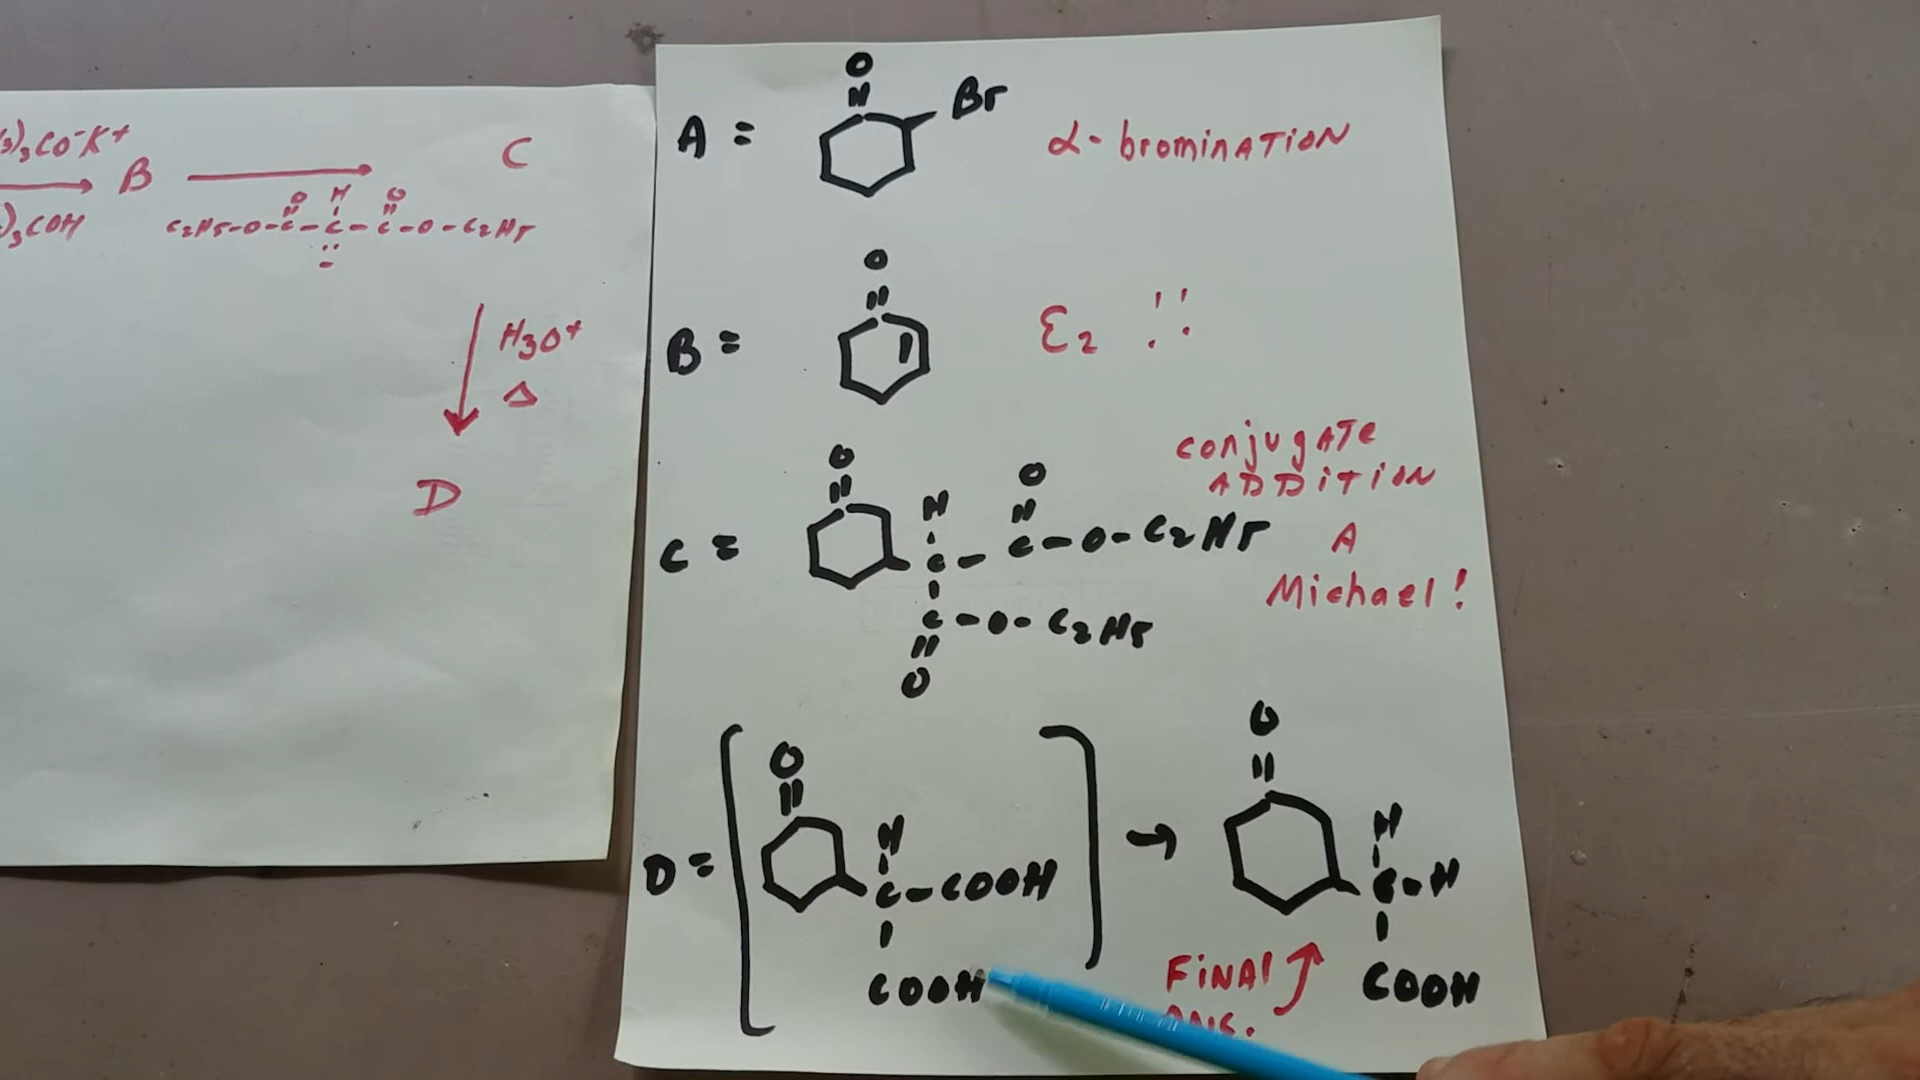 )₃CO⁻K⁺
B
C
O H O
C₂H₅-O-C-C-C-O-C₂H₅
)₃COH
H₃O⁺
Δ
D
A =
O
Br
α-bromination
B =
O
E₂ !!
C =
O
H
O
C-C-O-C₂H₅
C-O-C₂H₅
O
conjugate
addition
A
Michael!
D =
O
H
C-COOH
COOH
→
O
H
C-H
COOH
Final
ans.